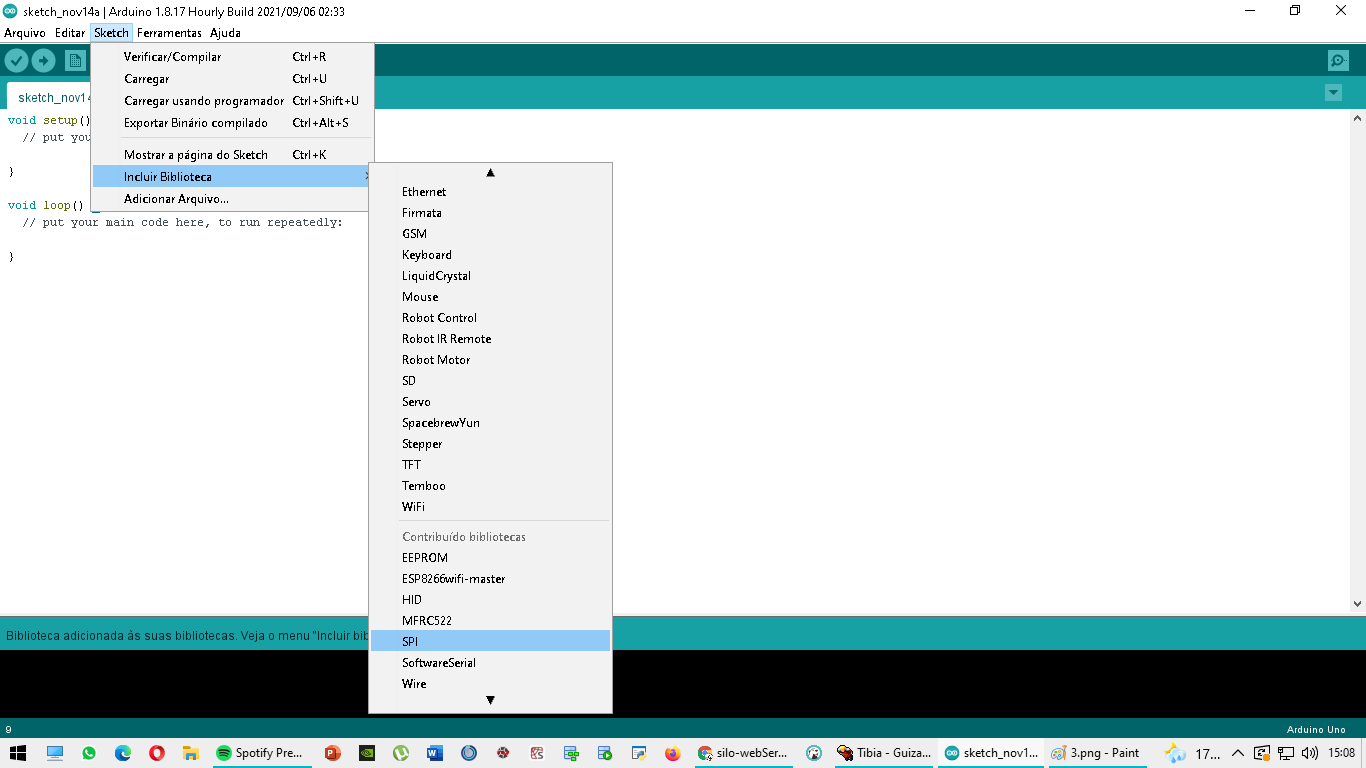 sketch_nov14a | Arduino 1.8.17 Hourly Build 2021/09/06 02:33
Arquivo Editar Sketch Ferramentas Ajuda
Verificar/Compilar Ctrl+R
Carregar Ctrl+U
Carregar usando programador Ctrl+Shift+U
Exportar Binário compilado Ctrl+Alt+S
Mostrar a página do Sketch Ctrl+K
Incluir Biblioteca
Adicionar Arquivo...
sketch_nov14
void setup()
// put you
}
void loop()
// put your main code here, to run repeatedly:
}
Ethernet
Firmata
GSM
Keyboard
LiquidCrystal
Mouse
Robot Control
Robot IR Remote
Robot Motor
SD
Servo
SpacebrewYun
Stepper
TFT
Temboo
WiFi
Contribuído bibliotecas
EEPROM
ESP8266wifi-master
HID
MFRC522
SPI
SoftwareSerial
Wire
Biblioteca adicionada às suas bibliotecas. Veja o menu "Incluir bib
9 Arduino Uno
Spotify Pre... silo-webSer... Tibia - Guiza... sketch_nov1... 3.png - Paint 17... 15:08